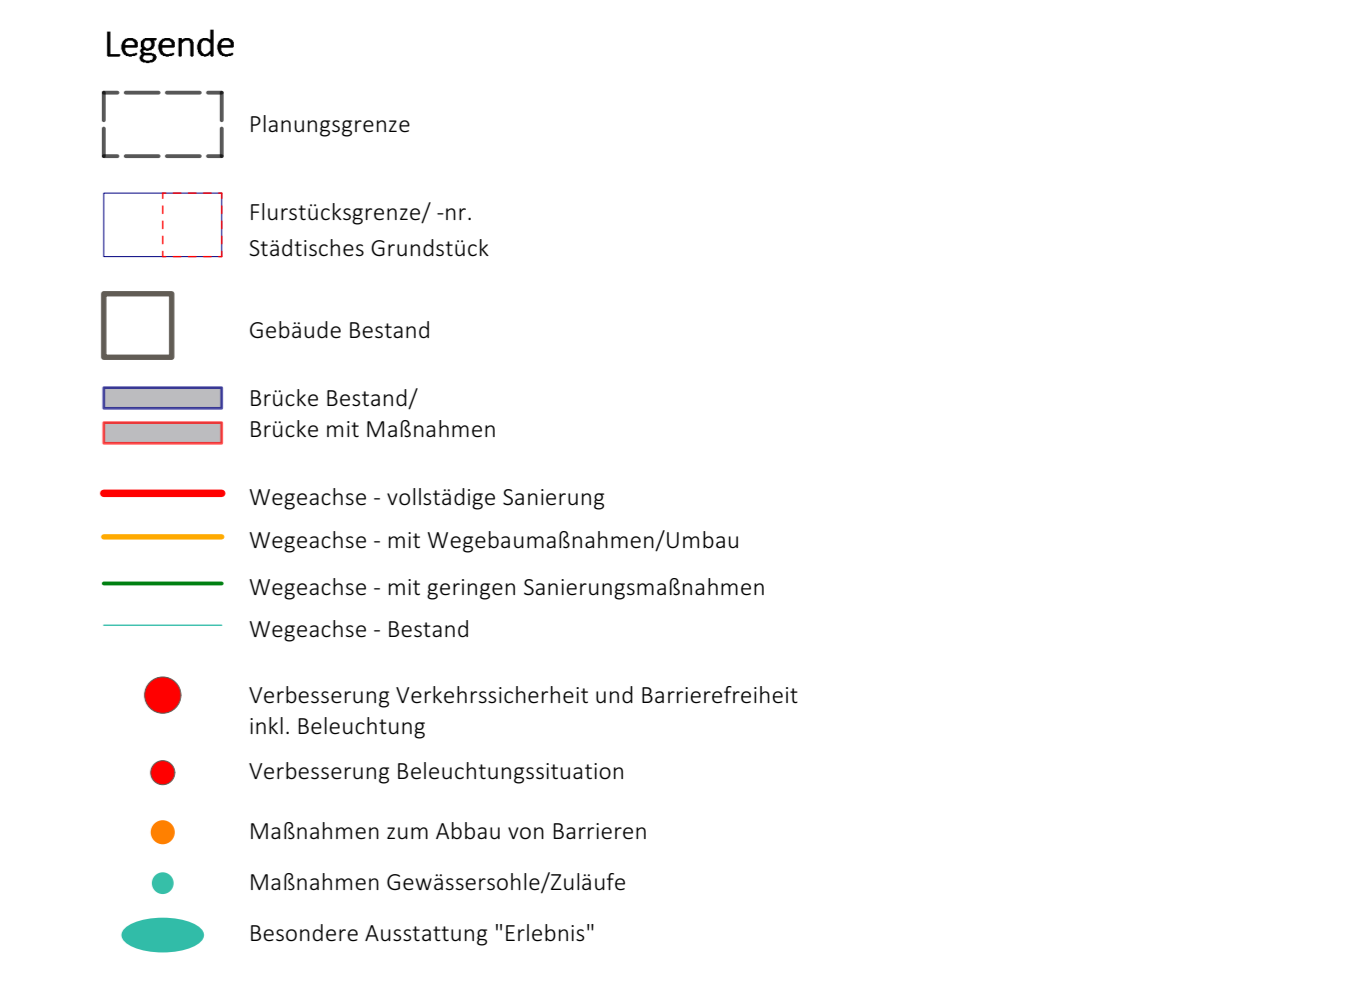 Legende
Planungsgrenze
Flurstücksgrenze/ -nr.
Städtisches Grundstück
Gebäude Bestand
Brücke Bestand/
Brücke mit Maßnahmen
Wegeachse - vollstädige Sanierung
Wegeachse - mit Wegebaumaßnahmen/Umbau
Wegeachse - mit geringen Sanierungsmaßnahmen
Wegeachse - Bestand
Verbesserung Verkehrssicherheit und Barrierefreiheit
inkl. Beleuchtung
Verbesserung Beleuchtungssituation
Maßnahmen zum Abbau von Barrieren
Maßnahmen Gewässersohle/Zuläufe
Besondere Ausstattung "Erlebnis"